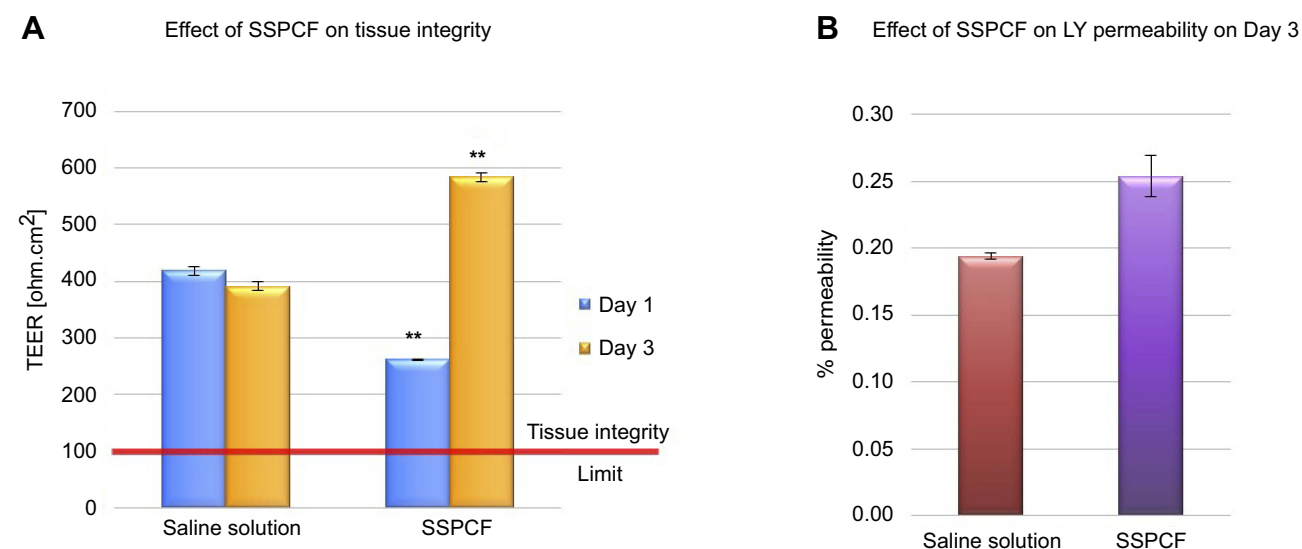 A
Effect of SSPCF on tissue integrity
TEER [ohm.cm²]
700
600
500
400
300
200
100
0
**
**
Day 1
Day 3
Tissue integrity
Limit
Saline solution
SSPCF
B
Effect of SSPCF on LY permeability on Day 3
% permeability
0.30
0.25
0.20
0.15
0.10
0.05
0.00
Saline solution
SSPCF